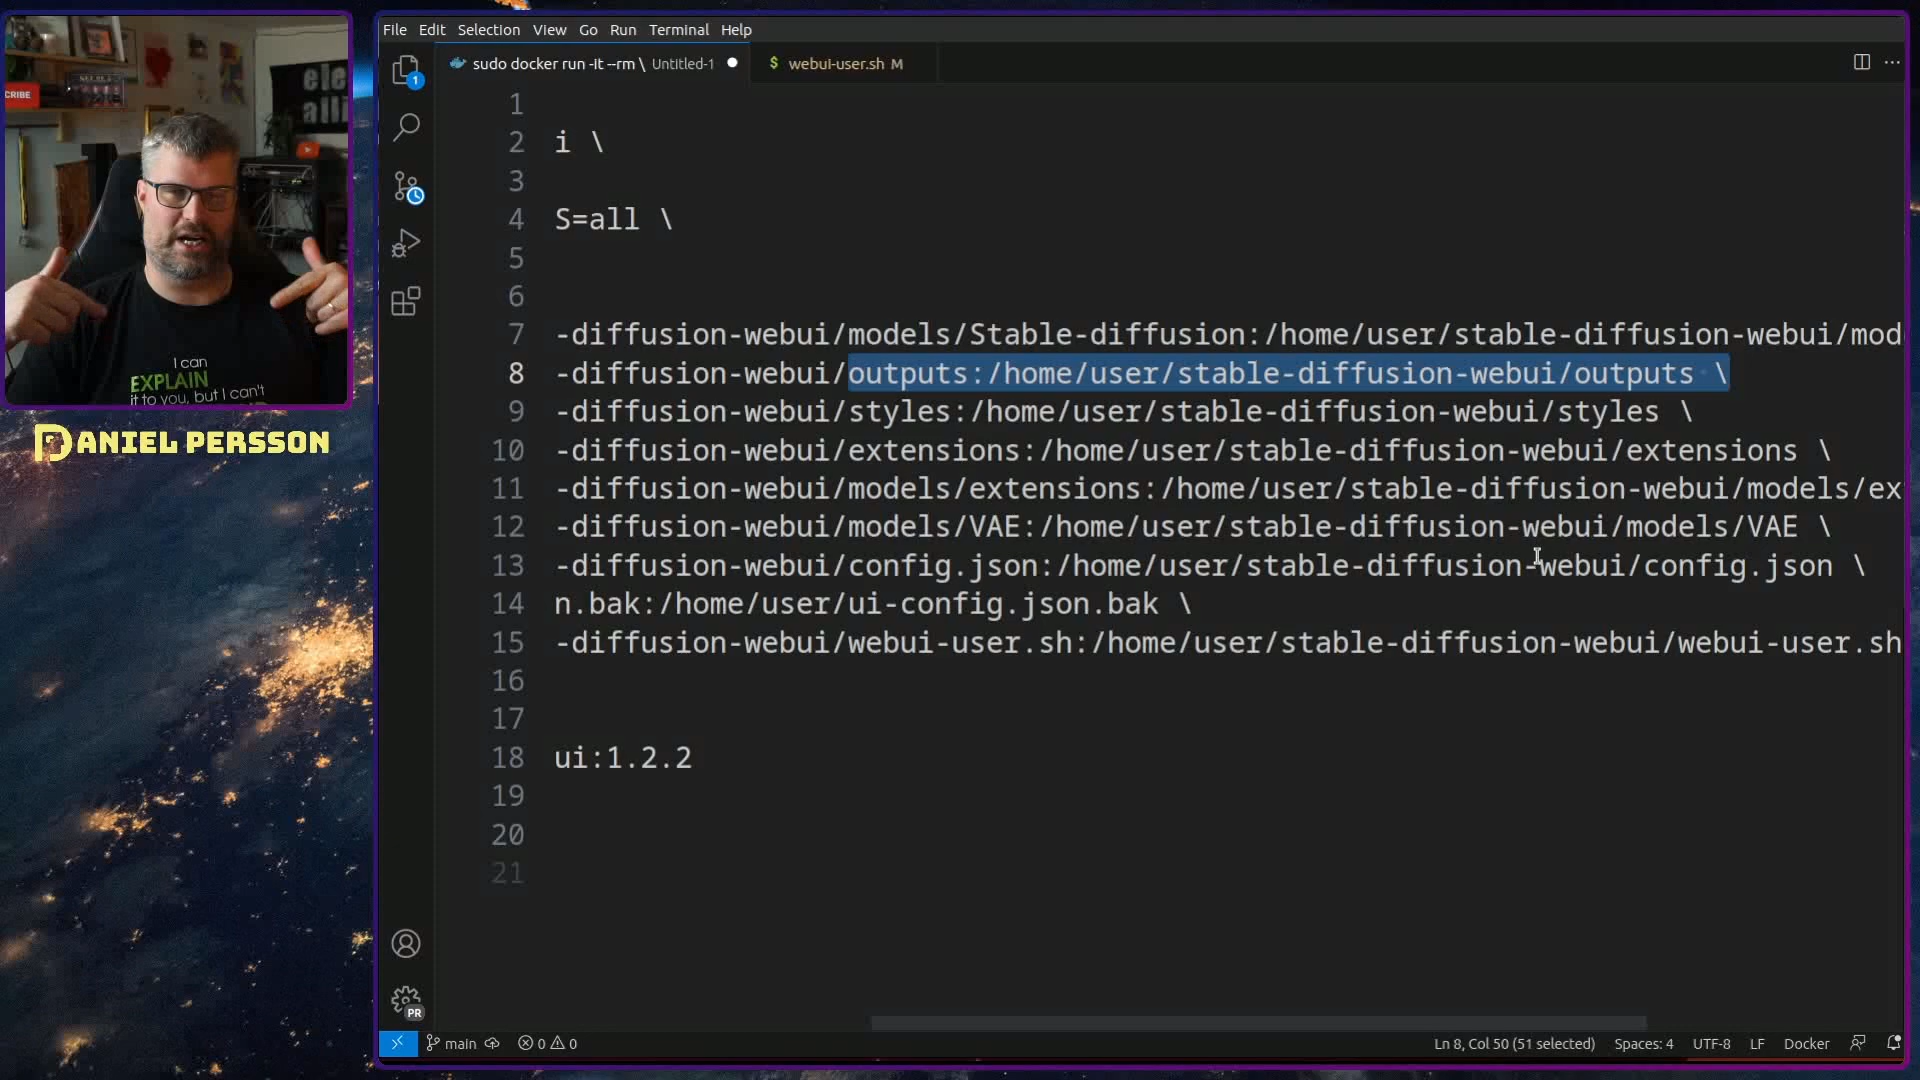 File Edit Selection View Go Run Terminal Help
sudo docker run -it --rm \ Untitled-1
$ webui-user.sh M
1
1
2 i \
3
4 S=all \
5
6
7 -diffusion-webui/models/Stable-diffusion:/home/user/stable-diffusion-webui/mod
8 -diffusion-webui/outputs:/home/user/stable-diffusion-webui/outputs \
9 -diffusion-webui/styles:/home/user/stable-diffusion-webui/styles \
10 -diffusion-webui/extensions:/home/user/stable-diffusion-webui/extensions \
11 -diffusion-webui/models/extensions:/home/user/stable-diffusion-webui/models/ex
12 -diffusion-webui/models/VAE:/home/user/stable-diffusion-webui/models/VAE \
13 -diffusion-webui/config.json:/home/user/stable-diffusion-webui/config.json \
14 n.bak:/home/user/ui-config.json.bak \
15 -diffusion-webui/webui-user.sh:/home/user/stable-diffusion-webui/webui-user.sh
16
17
18 ui:1.2.2
19
20
21
PR
main 0 0
Ln 8, Col 50 (51 selected) Spaces: 4 UTF-8 LF Docker
CRIBE
ele
alli
I can
EXPLAIN
it to you, but I can't
DANIEL PERSSON